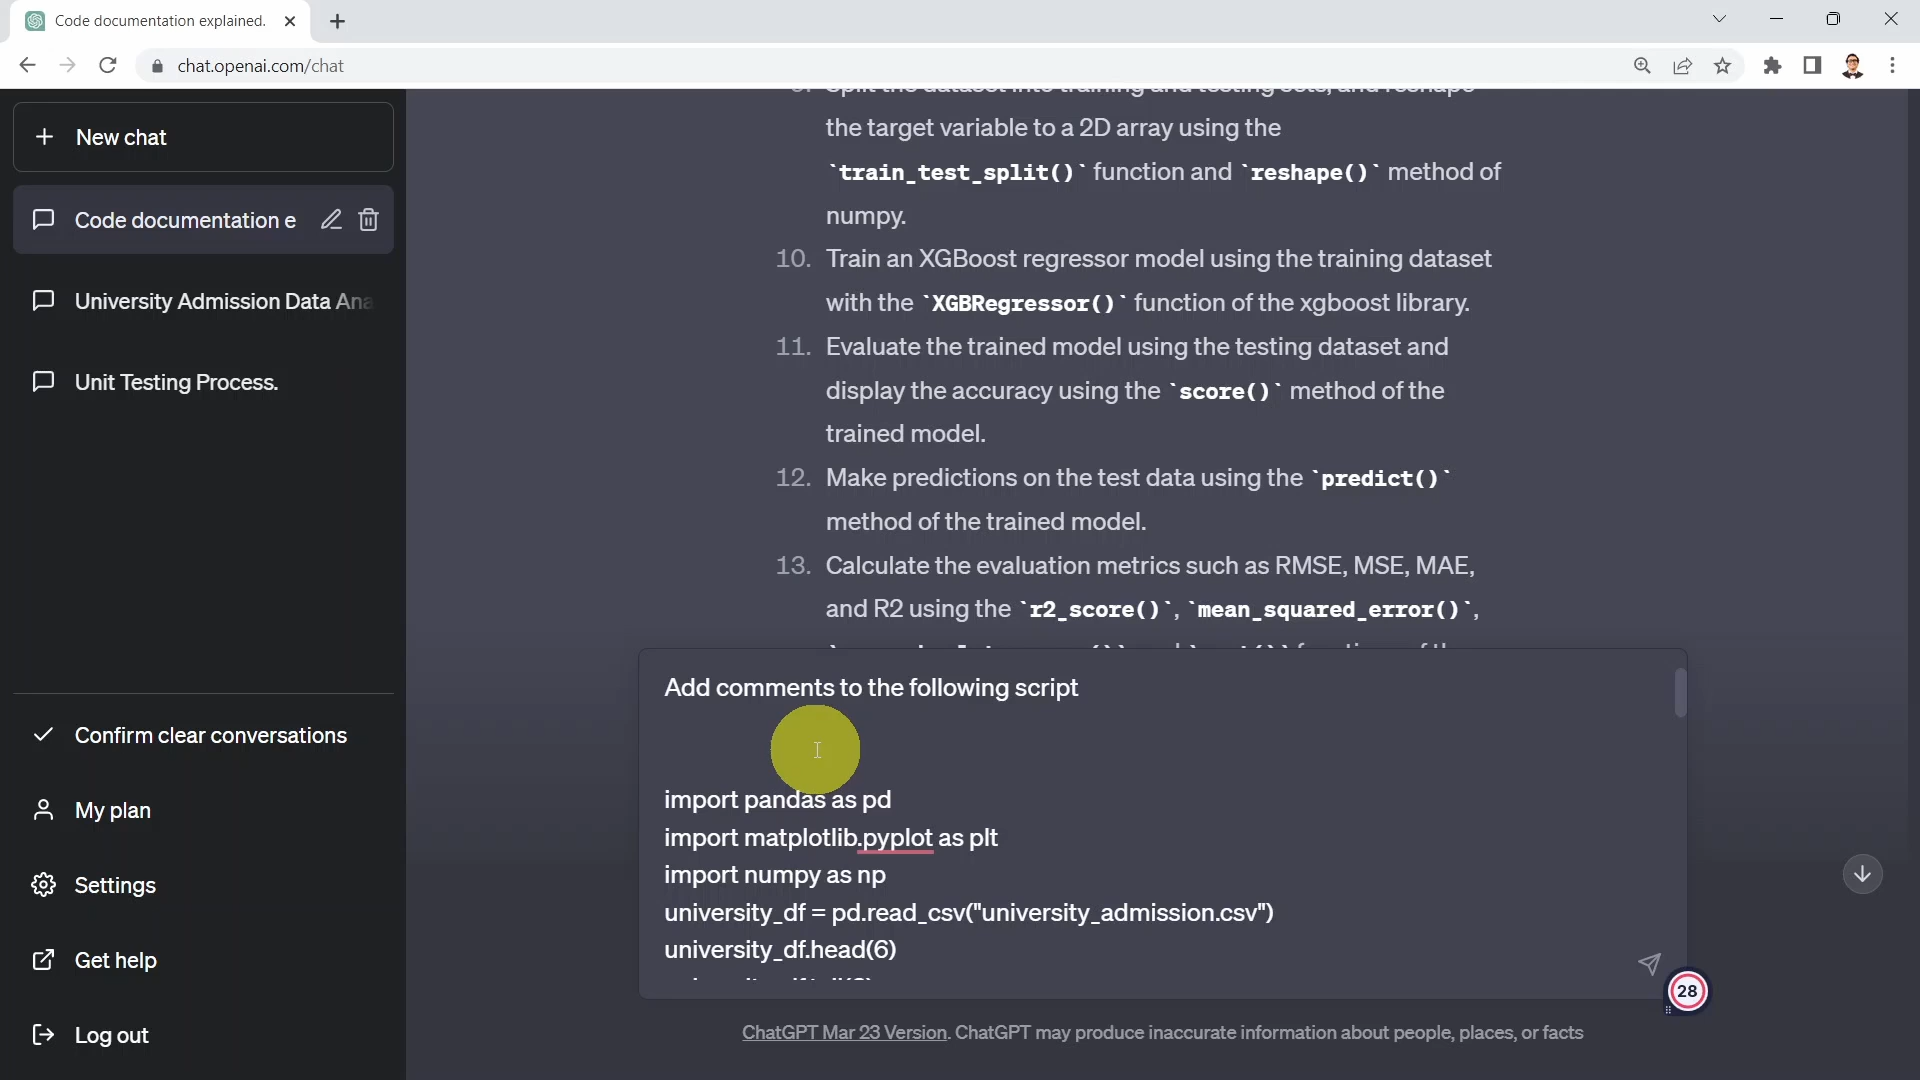 Code documentation explained.
chat.openai.com/chat
New chat
Code documentation e
University Admission Data Ana
Unit Testing Process.
Confirm clear conversations
My plan
Settings
Get help
Log out
the target variable to a 2D array using the
`train_test_split()` function and `reshape()` method of
numpy.
10. Train an XGBoost regressor model using the training dataset
with the `XGBRegressor()` function of the xgboost library.
11. Evaluate the trained model using the testing dataset and
display the accuracy using the `score()` method of the
trained model.
12. Make predictions on the test data using the `predict()`
method of the trained model.
13. Calculate the evaluation metrics such as RMSE, MSE, MAE,
and R2 using the `r2_score()`, `mean_squared_error()`,
Add comments to the following script
import pandas as pd
import matplotlib.pyplot as plt
import numpy as np
university_df = pd.read_csv("university_admission.csv")
university_df.head(6)
28
ChatGPT Mar 23 Version. ChatGPT may produce inaccurate information about people, places, or facts